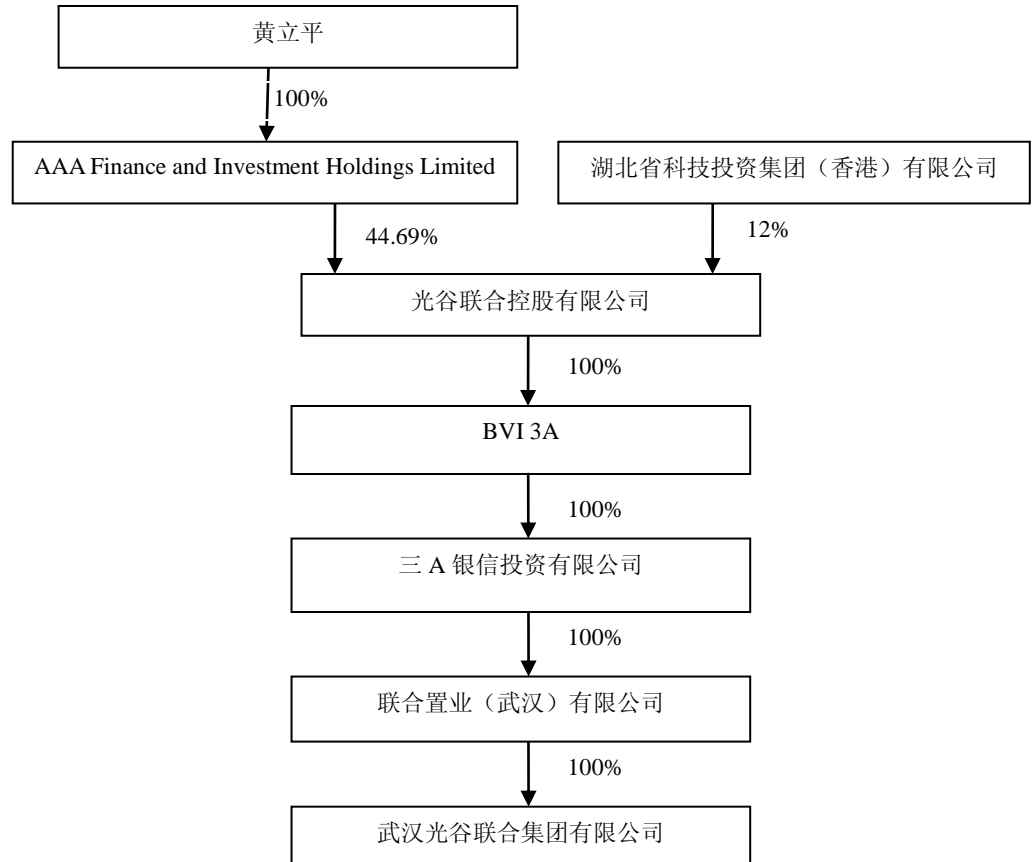 黄立平
100%
AAA Finance and Investment Holdings Limited
湖北省科技投资集团（香港）有限公司
44.69%
12%
光谷联合控股有限公司
100%
BVI 3A
100%
三 A 银信投资有限公司
100%
联合置业（武汉）有限公司
100%
武汉光谷联合集团有限公司